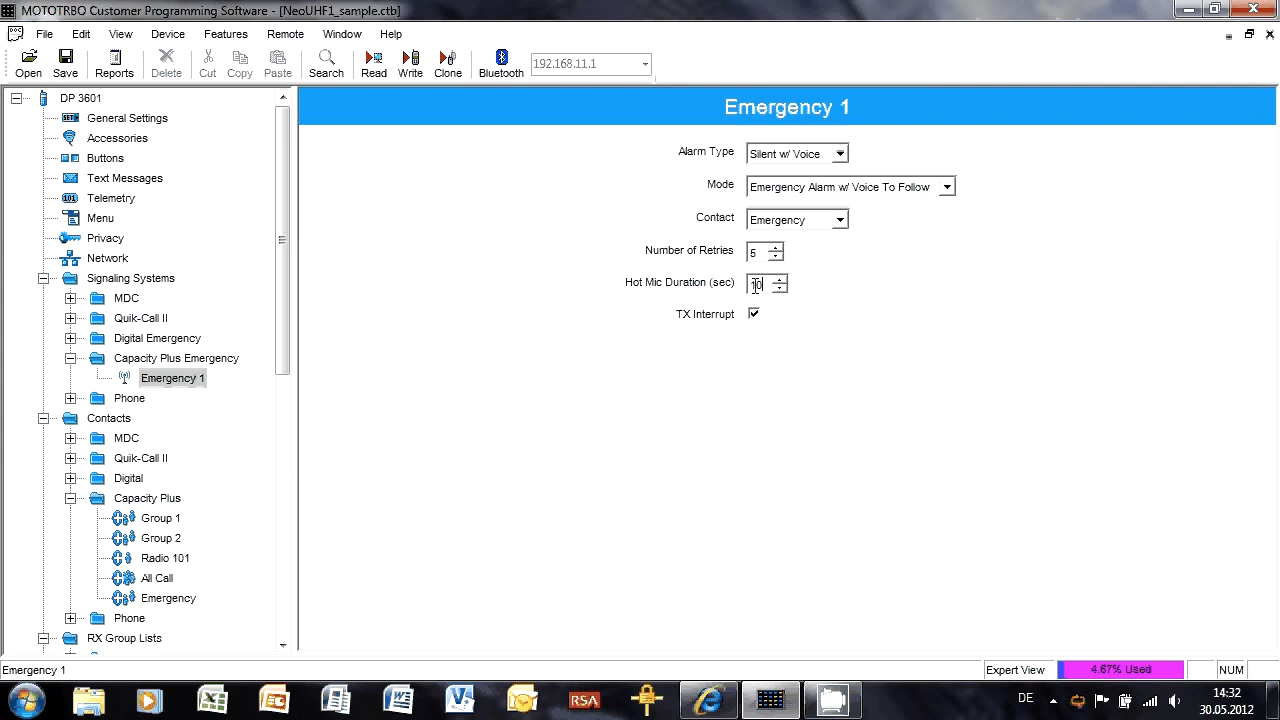 MOTOTRBO Customer Programming Software - [NeoUHF1_sample.ctb]
File Edit View Device Features Remote Window Help
Open Save Reports Delete Cut Copy Paste Search Read Write Clone Bluetooth 192.168.11.1
DP 3601
General Settings
Accessories
Buttons
Text Messages
Telemetry
Menu
Privacy
Network
Signaling Systems
MDC
Quik-Call II
Digital Emergency
Capacity Plus Emergency
Emergency 1
Phone
Contacts
MDC
Quik-Call II
Digital
Capacity Plus
Group 1
Group 2
Radio 101
All Call
Emergency
Phone
RX Group Lists
Emergency 1
Alarm Type Silent w/ Voice
Mode Emergency Alarm w/ Voice To Follow
Contact Emergency
Number of Retries 5
Hot Mic Duration (sec) 10
TX Interrupt
Emergency 1 Expert View 4.67% Used NUM
RSA DE 14:32
30.05.2012